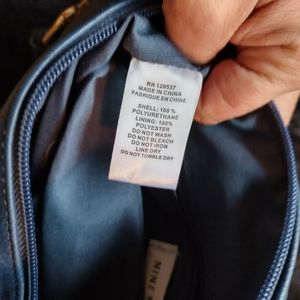 RN 120537
MADE IN CHINA
FABRIQUE EN CHINE
SHELL: 100 %
POLYURETHANE
LINING: 100%
POLYESTER
DO NOT WASH
DO NOT BLEACH
DO NOT IRON
LINE DRY
DO NOT TUMBLE DRY
NINE